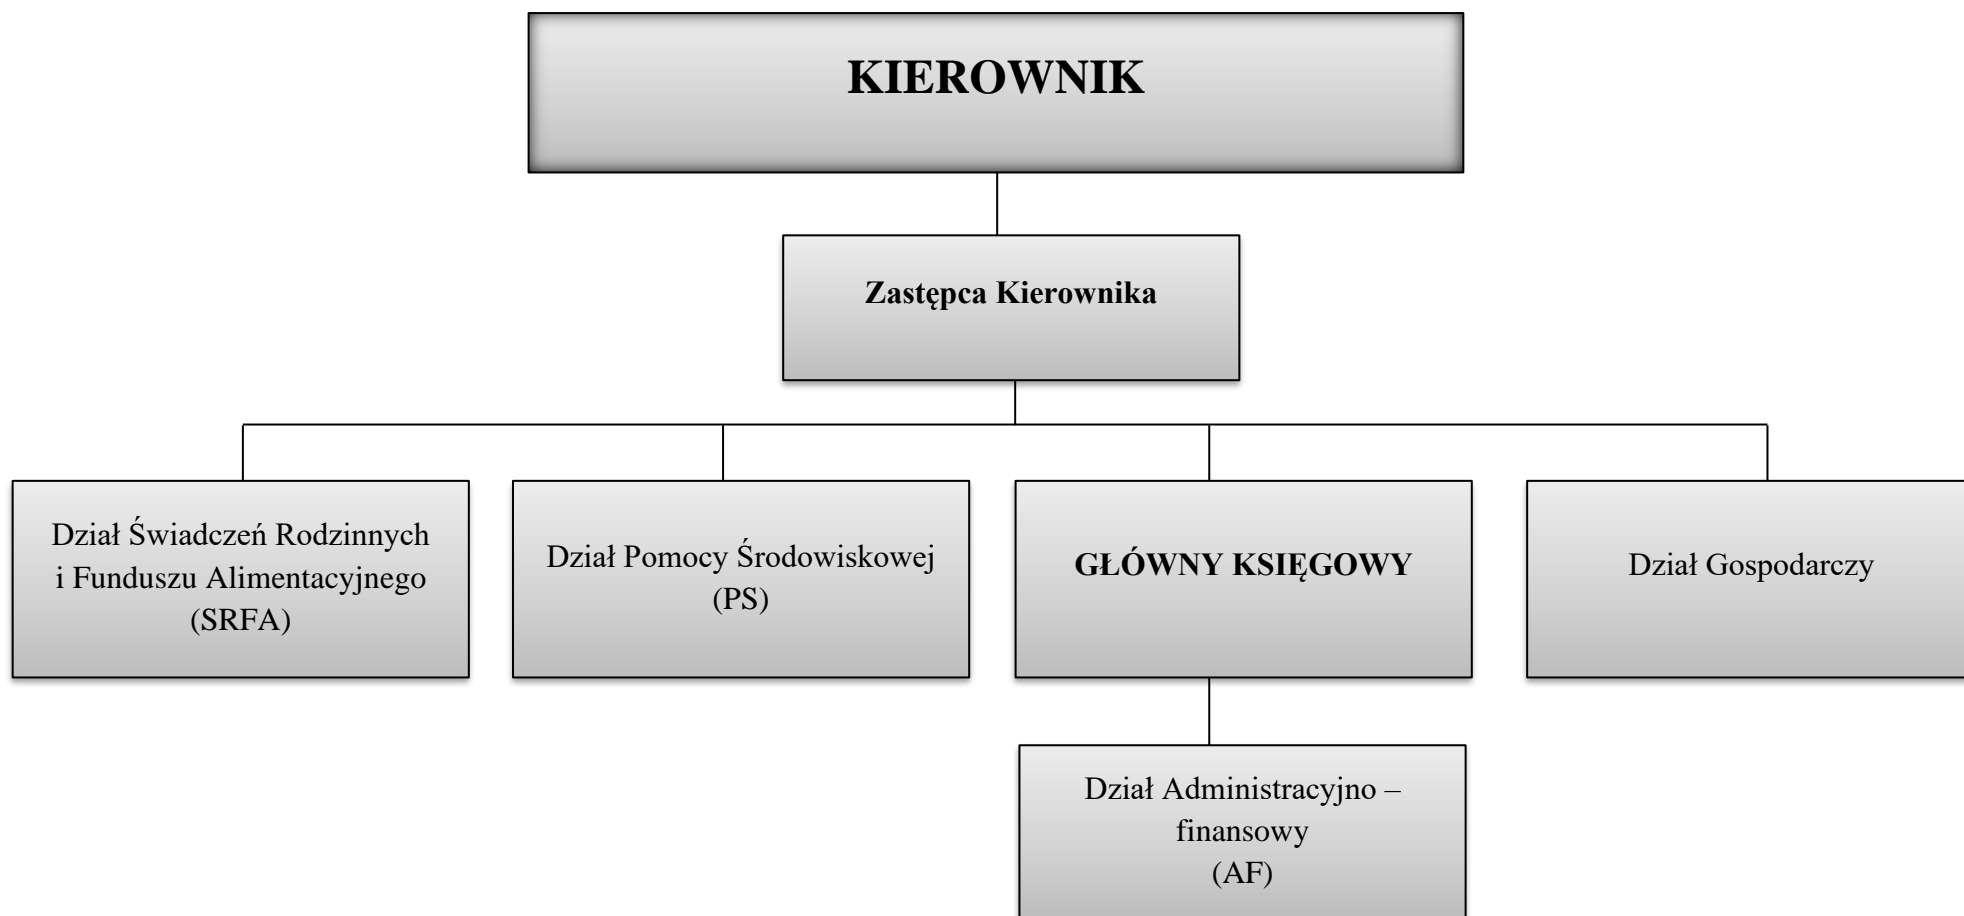 KIEROWNIK
Zastępca Kierownika
Dział Świadczeń Rodzinnych
i Funduszu Alimentacyjnego
(SRFA)
Dział Pomocy Środowiskowej
(PS)
GŁÓWNY KSIĘGOWY
Dział Gospodarczy
Dział Administracyjno –
finansowy
(AF)